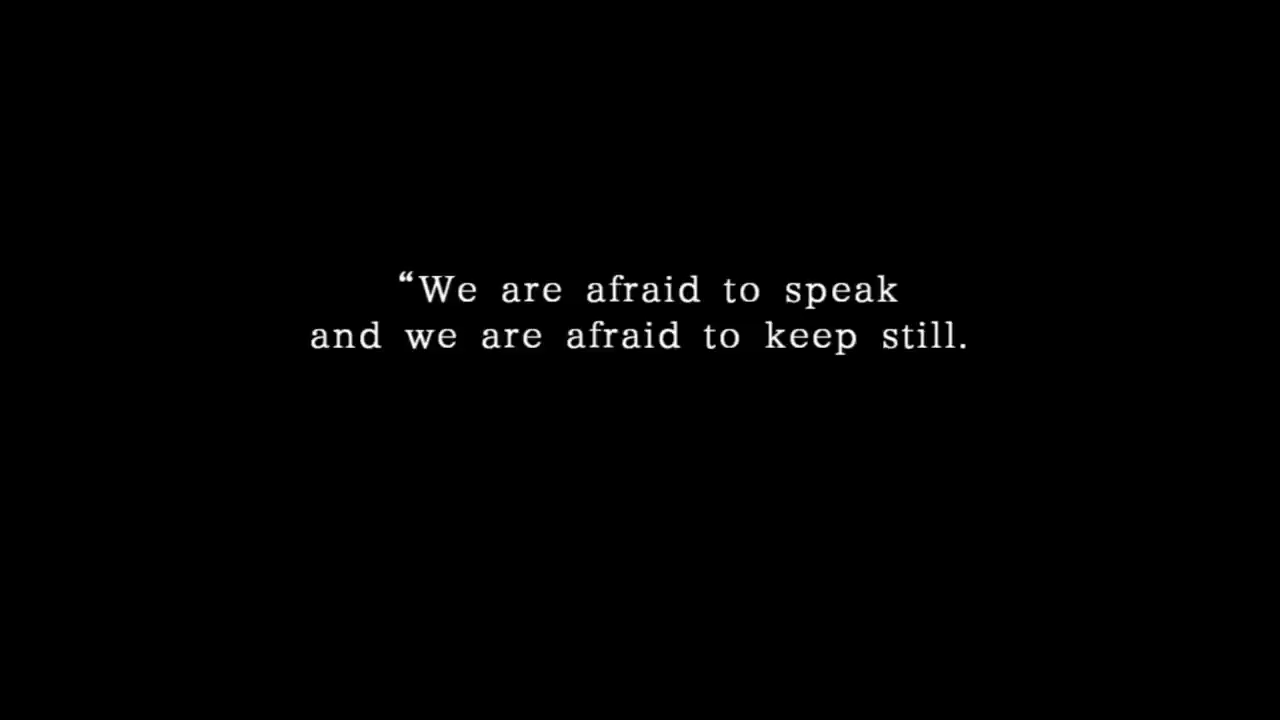 “We are afraid to speak
and we are afraid to keep still.